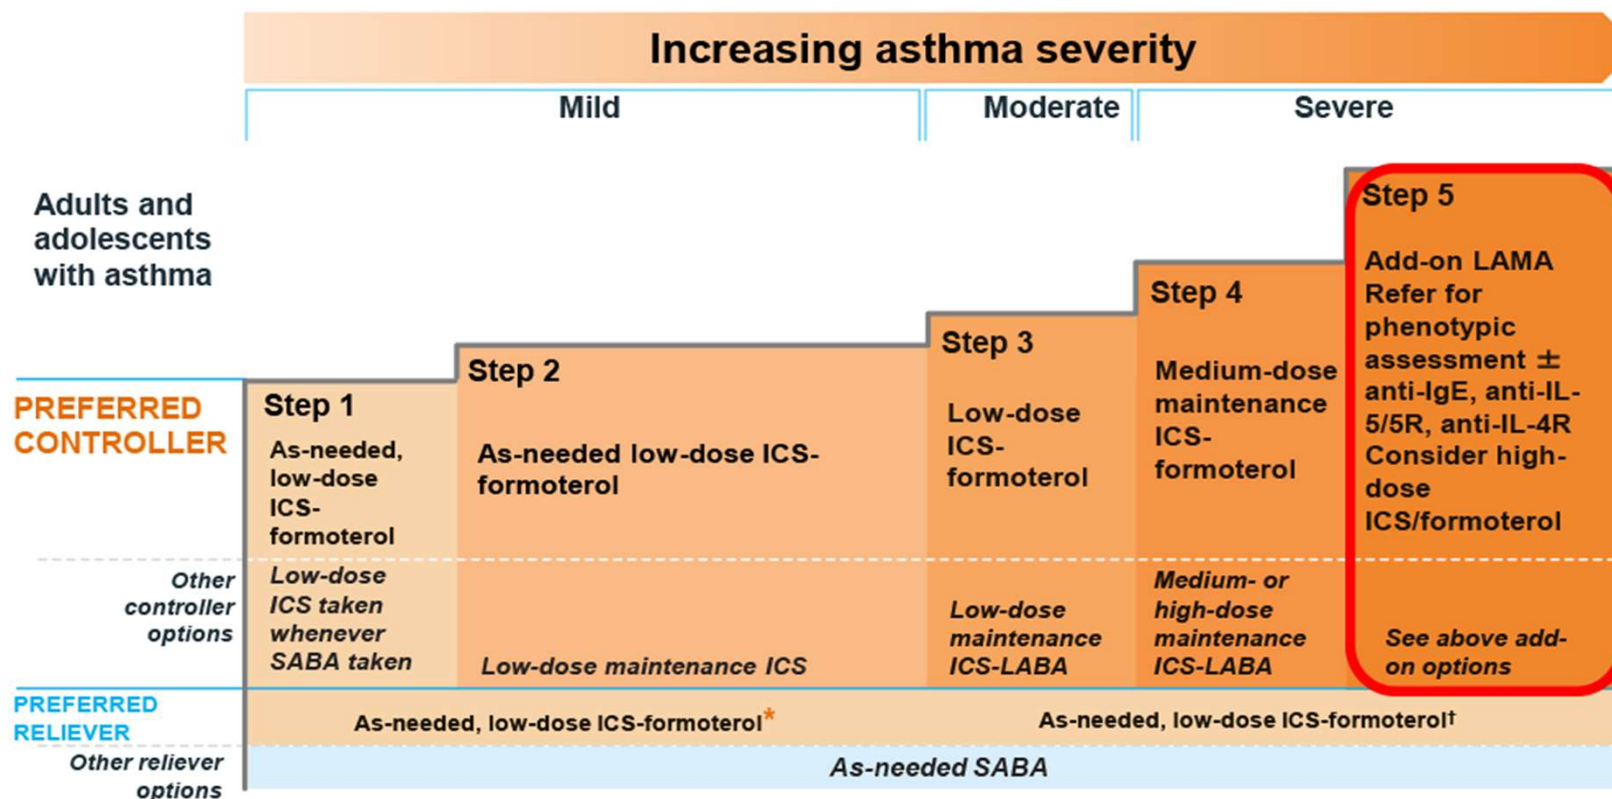 Increasing asthma severity
Mild
Moderate
Severe
Adults and
adolescents
with asthma
PREFERRED
CONTROLLER
Step 1
As-needed,
low-dose
ICS-
formoterol
Step 2
As-needed low-dose ICS-
formoterol
Step 3
Low-dose
ICS-
formoterol
Step 4
Medium-dose
maintenance
ICS-
formoterol
Step 5
Add-on LAMA
Refer for
phenotypic
assessment ±
anti-IgE, anti-IL-
5/5R, anti-IL-4R
Consider high-
dose
ICS/formoterol
Other
controller
options
Low-dose
ICS taken
whenever
SABA taken
Low-dose maintenance ICS
Low-dose
maintenance
ICS-LABA
Medium- or
high-dose
maintenance
ICS-LABA
See above add-
on options
PREFERRED
RELIEVER
As-needed, low-dose ICS-formoterol*
As-needed, low-dose ICS-formoterol†
Other reliever
options
As-needed SABA